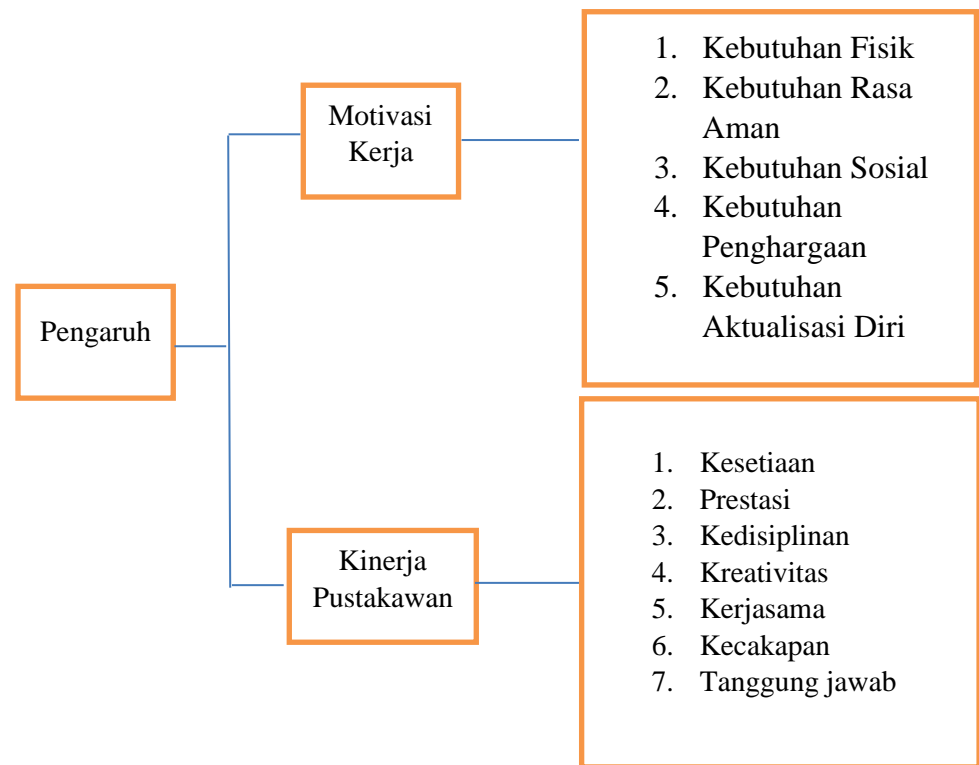 Pengaruh
Motivasi
Kerja
1. Kebutuhan Fisik
2. Kebutuhan Rasa
Aman
3. Kebutuhan Sosial
4. Kebutuhan
Penghargaan
5. Kebutuhan
Aktualisasi Diri
Kinerja
Pustakawan
1. Kesetiaan
2. Prestasi
3. Kedisiplinan
4. Kreativitas
5. Kerjasama
6. Kecakapan
7. Tanggung jawab